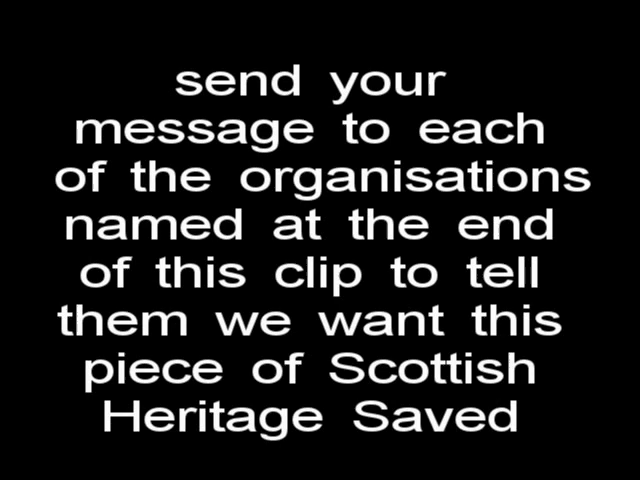 send your
message to each
of the organisations
named at the end
of this clip to tell
them we want this
piece of Scottish
Heritage Saved